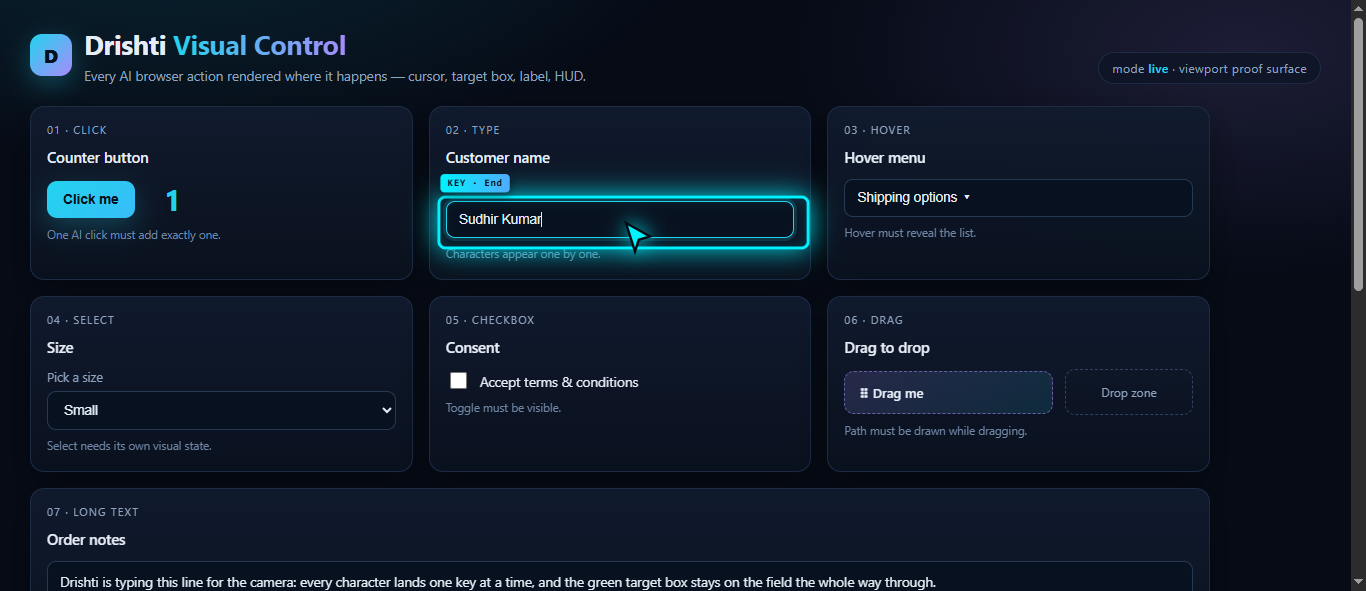 D
Drishti Visual Control
Every AI browser action rendered where it happens — cursor, target box, label, HUD.
mode live · viewport proof surface
01 · CLICK
Counter button
Click me
1
One AI click must add exactly one.
02 · TYPE
Customer name
KEY · End
Sudhir Kumar
Characters appear one by one.
03 · HOVER
Hover menu
Shipping options ▾
Hover must reveal the list.
04 · SELECT
Size
Pick a size
Small
Select needs its own visual state.
05 · CHECKBOX
Consent
Accept terms & conditions
Toggle must be visible.
06 · DRAG
Drag to drop
⠿ Drag me
Drop zone
Path must be drawn while dragging.
07 · LONG TEXT
Order notes
Drishti is typing this line for the camera: every character lands one key at a time, and the green target box stays on the field the whole way through.